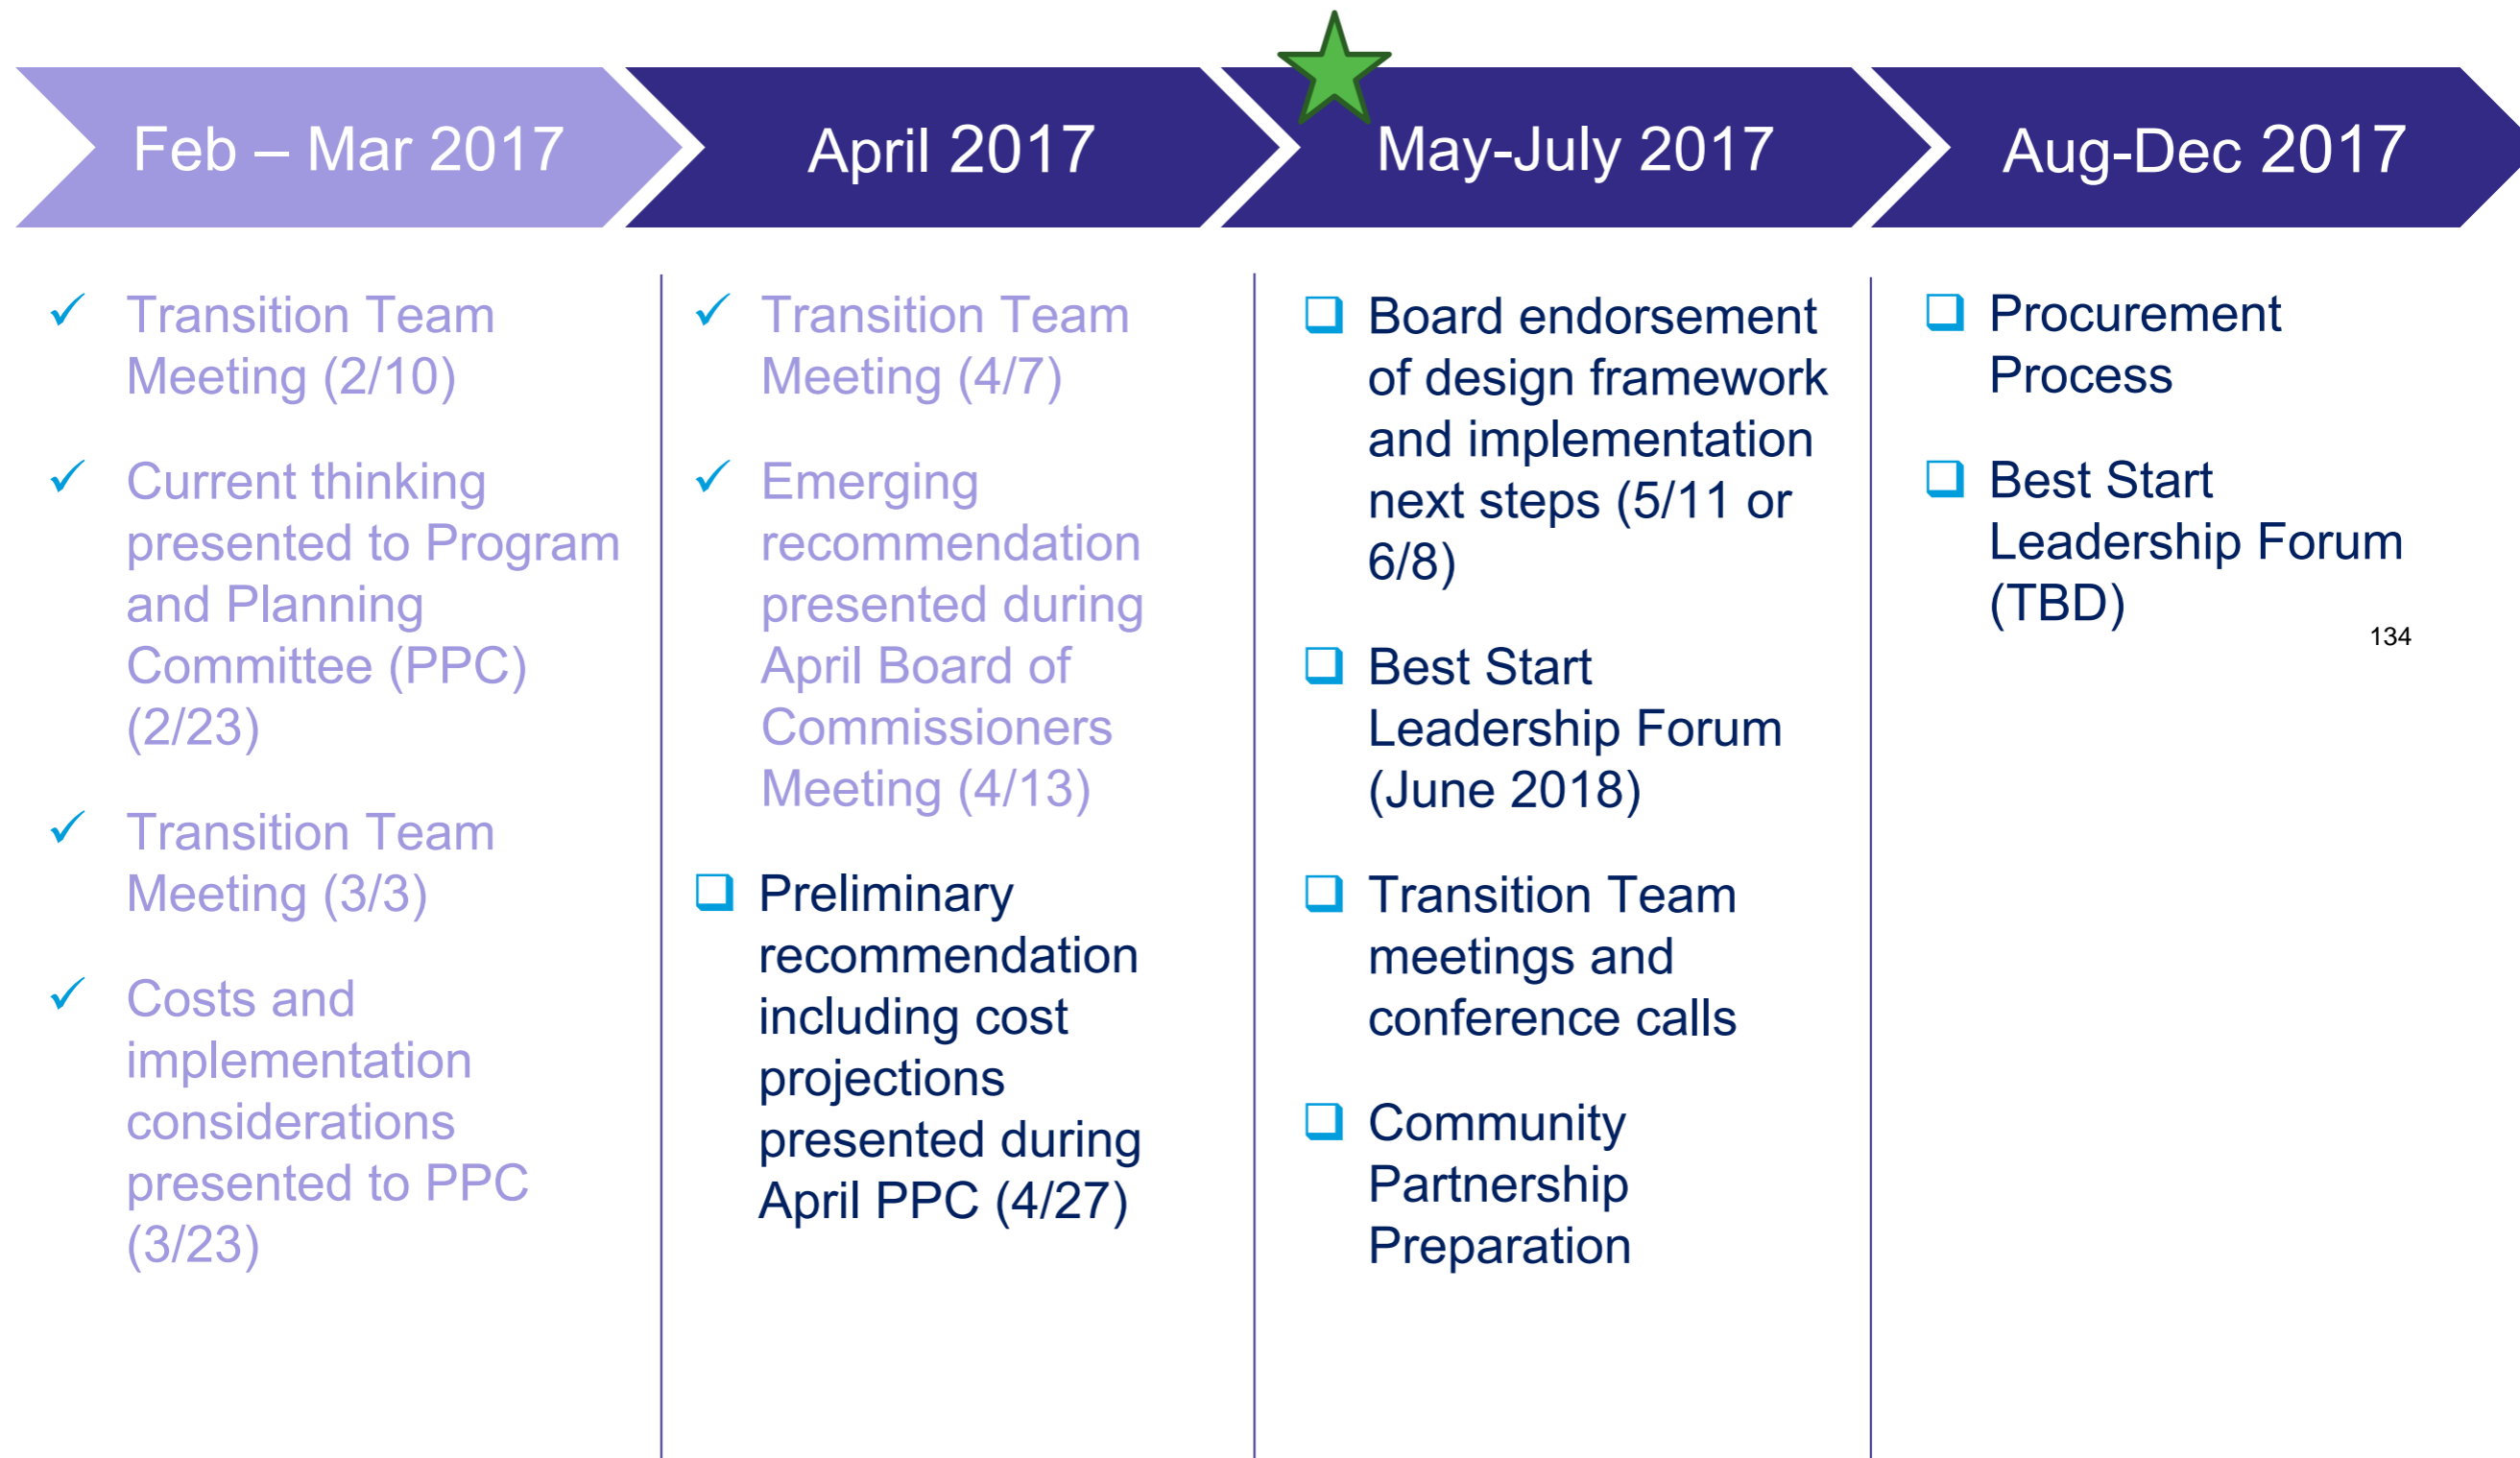 Feb – Mar 2017
April 2017
May-July 2017
Aug-Dec 2017
Transition Team
Meeting (2/10)
Current thinking
presented to Program
and Planning
Committee (PPC)
(2/23)
Transition Team
Meeting (3/3)
Costs and
implementation
considerations
presented to PPC
(3/23)
Transition Team
Meeting (4/7)
Emerging
recommendation
presented during
April Board of
Commissioners
Meeting (4/13)
Preliminary
recommendation
including cost
projections
presented during
April PPC (4/27)
Board endorsement
of design framework
and implementation
next steps (5/11 or
6/8)
Best Start
Leadership Forum
(June 2018)
Transition Team
meetings and
conference calls
Community
Partnership
Preparation
Procurement
Process
Best Start
Leadership Forum
(TBD)
134